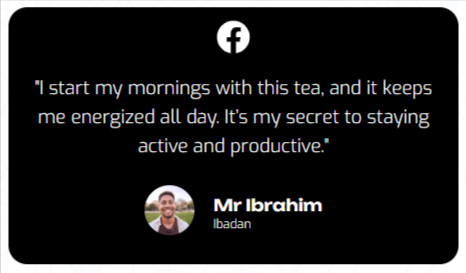 "I start my mornings with this tea, and it keeps
me energized all day. It's my secret to staying
active and productive."
Mr Ibrahim
Ibadan